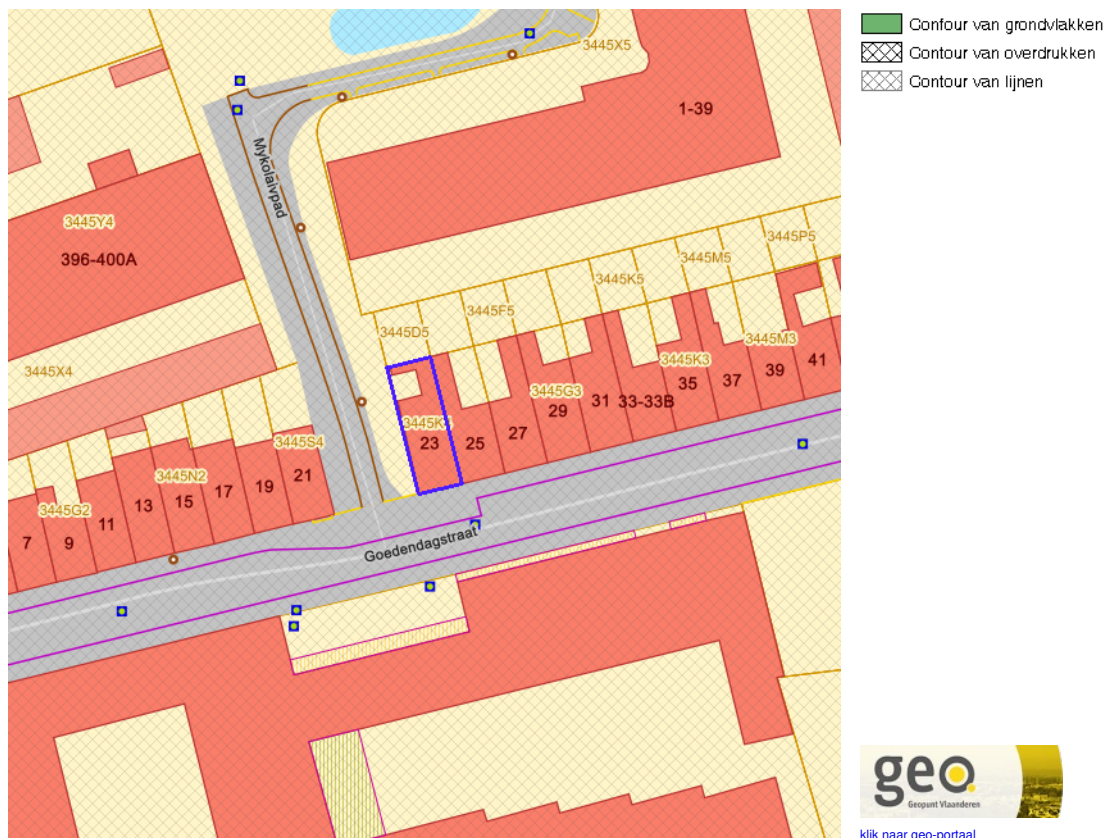 3445X5
Contour van grondvlakken
Contour van overdrukken
Contour van lijnen
1-39
Mykolaivpad
3445Y4
396-400A
3445P5
3445M5
3445K5
3445F5
3445D5
3445X4
3445M3
3445K3
3445G3
41
39
37
35
33-33B
31
29
27
25
23
3445S4
3445N2
3445G2
21
19
17
15
13
11
9
7
Goedendagstraat
geo
Geopunt Vlaanderen
klik naar geo-portaal